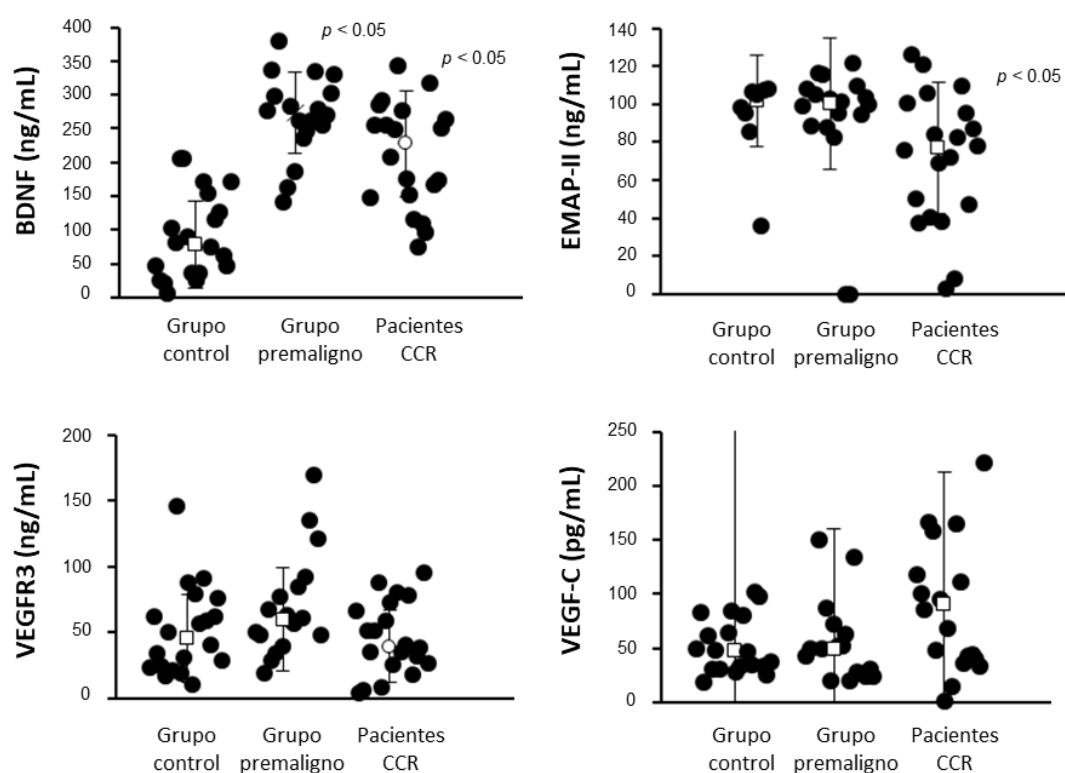 BDNF (ng/mL)
400
350
300
250
200
150
100
50
0
p < 0.05
p < 0.05
Grupo control
Grupo premaligno
Pacientes CCR
EMAP-II (ng/mL)
140
120
100
80
60
40
20
0
p < 0.05
Grupo control
Grupo premaligno
Pacientes CCR
VEGFR3 (ng/mL)
200
150
100
50
0
Grupo control
Grupo premaligno
Pacientes CCR
VEGF-C (pg/mL)
250
200
150
100
50
0
Grupo control
Grupo premaligno
Pacientes CCR